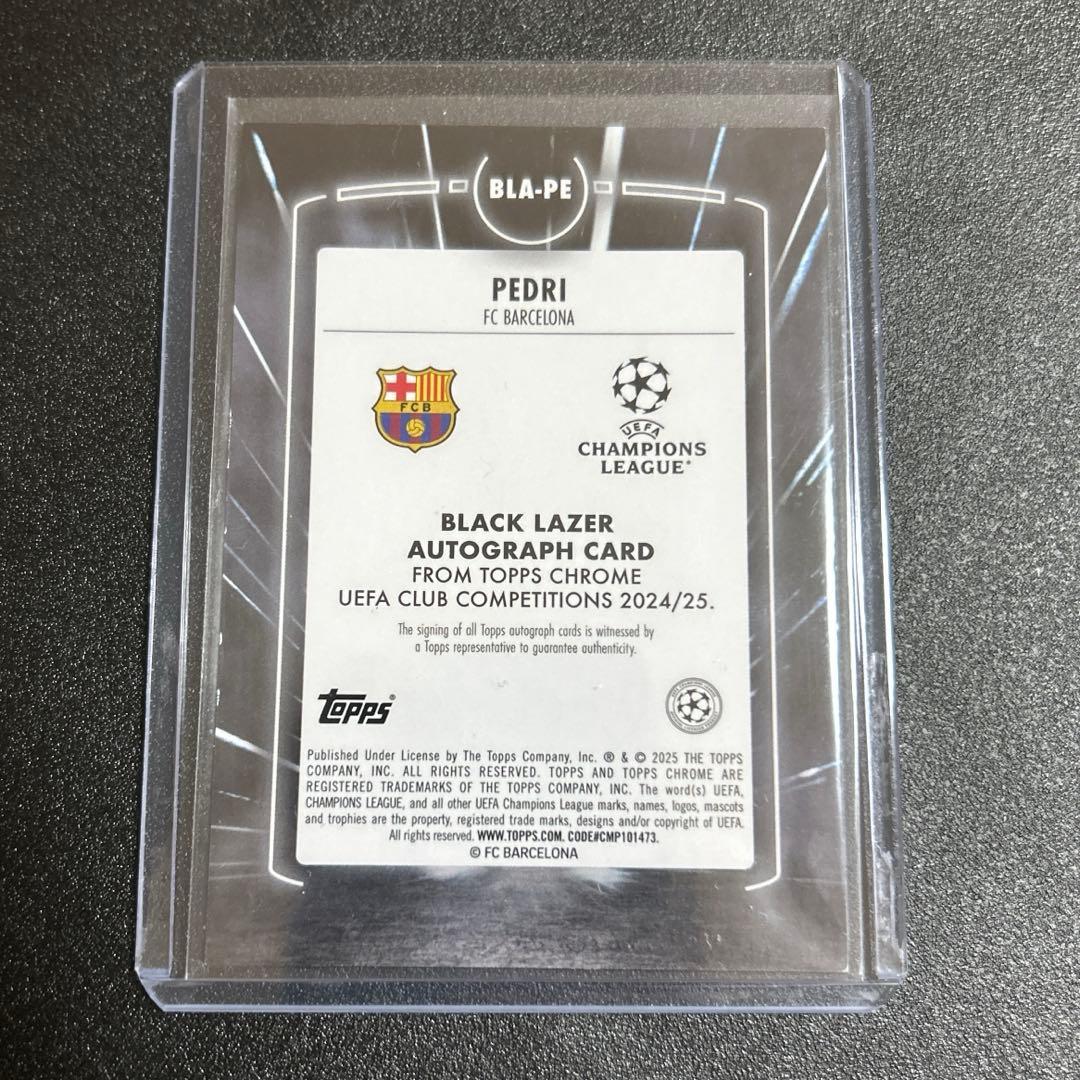 BLA-PE
PEDRI
FC BARCELONA
FCB
UEFA
CHAMPIONS
LEAGUE®
BLACK LAZER
AUTOGRAPH CARD
FROM TOPPS CHROME
UEFA CLUB COMPETITIONS 2024/25.
The signing of all Topps autograph cards is witnessed by
a Topps representative to guarantee authenticity.
Topps®
Published Under License by The Topps Company, Inc. ® & © 2025 THE TOPPS
COMPANY, INC. ALL RIGHTS RESERVED. TOPPS AND TOPPS CHROME ARE
REGISTERED TRADEMARKS OF THE TOPPS COMPANY, INC. The word(s) UEFA,
CHAMPIONS LEAGUE, and all other UEFA Champions League marks, names, logos, mascots
and trophies are the property, registered trade marks, designs and/or copyright of UEFA.
All rights reserved. WWW.TOPPS.COM. CODE#CMP101473.
© FC BARCELONA